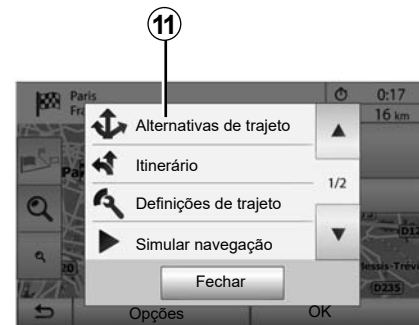 11
Paris
0:17
16 km
Alternativas de trajeto
Itinerário
1/2
Definições de trajeto
Simular navegação
Fechar
D235
Opções
OK